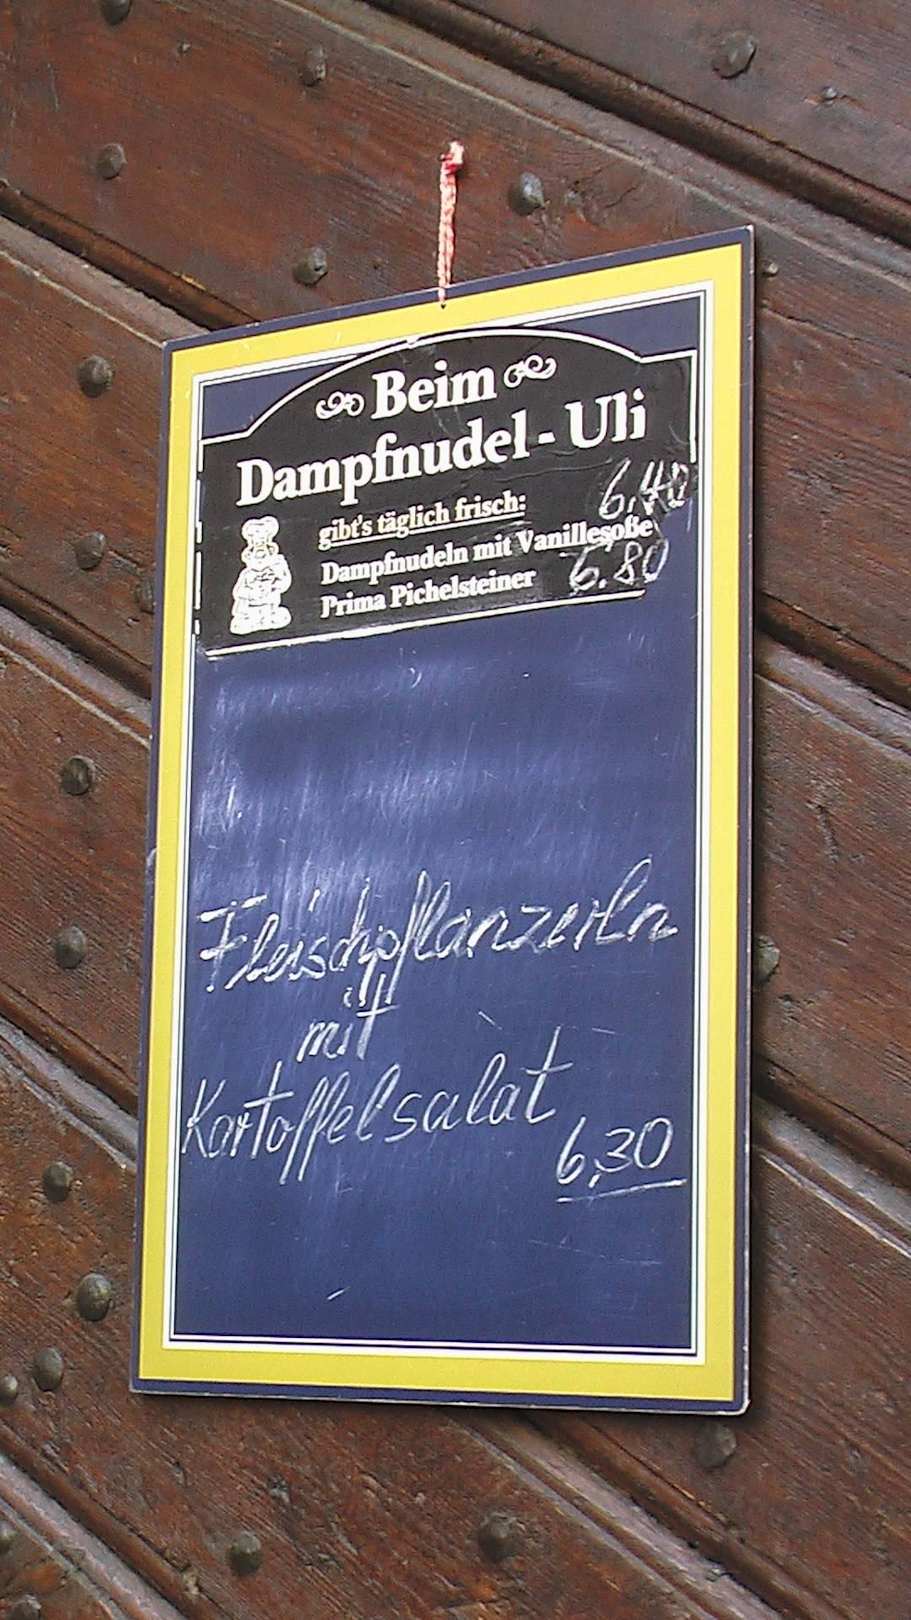 Beim
Dampfnudel - Uli
gibt's täglich frisch:
Dampfnudeln mit Vanillesoße 6.40
Prima Pichelsteiner 6.80
Fleischpflanzerln
mit
Kartoffelsalat
6,30